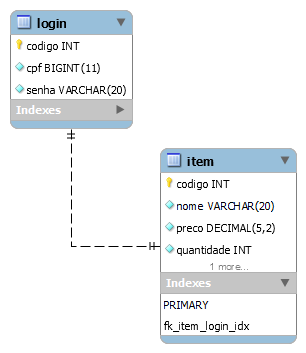 login
codigo INT
cpf BIGINT(11)
senha VARCHAR(20)
Indexes
item
codigo INT
nome VARCHAR(20)
preco DECIMAL(5,2)
quantidade INT
1 more...
Indexes
PRIMARY
fk_item_login_idx